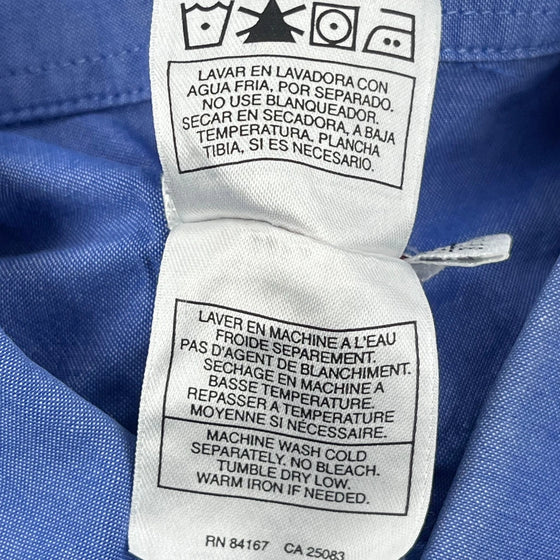 LAVAR EN LAVADORA CON
AGUA FRIA, POR SEPARADO.
NO USE BLANQUEADOR.
SECAR EN SECADORA, A BAJA
TEMPERATURA, PLANCHA
TIBIA, SI ES NECESARIO.
LAVER EN MACHINE A L'EAU
FROIDE SEPAREMENT.
PAS D'AGENT DE BLANCHIMENT.
SECHAGE EN MACHINE A
BASSE TEMPERATURE.
REPASSER A TEMPERATURE
MOYENNE SI NÉCESSAIRE.
MACHINE WASH COLD
SEPARATELY. NO BLEACH.
TUMBLE DRY LOW.
WARM IRON IF NEEDED.
RN 84167 CA 25083